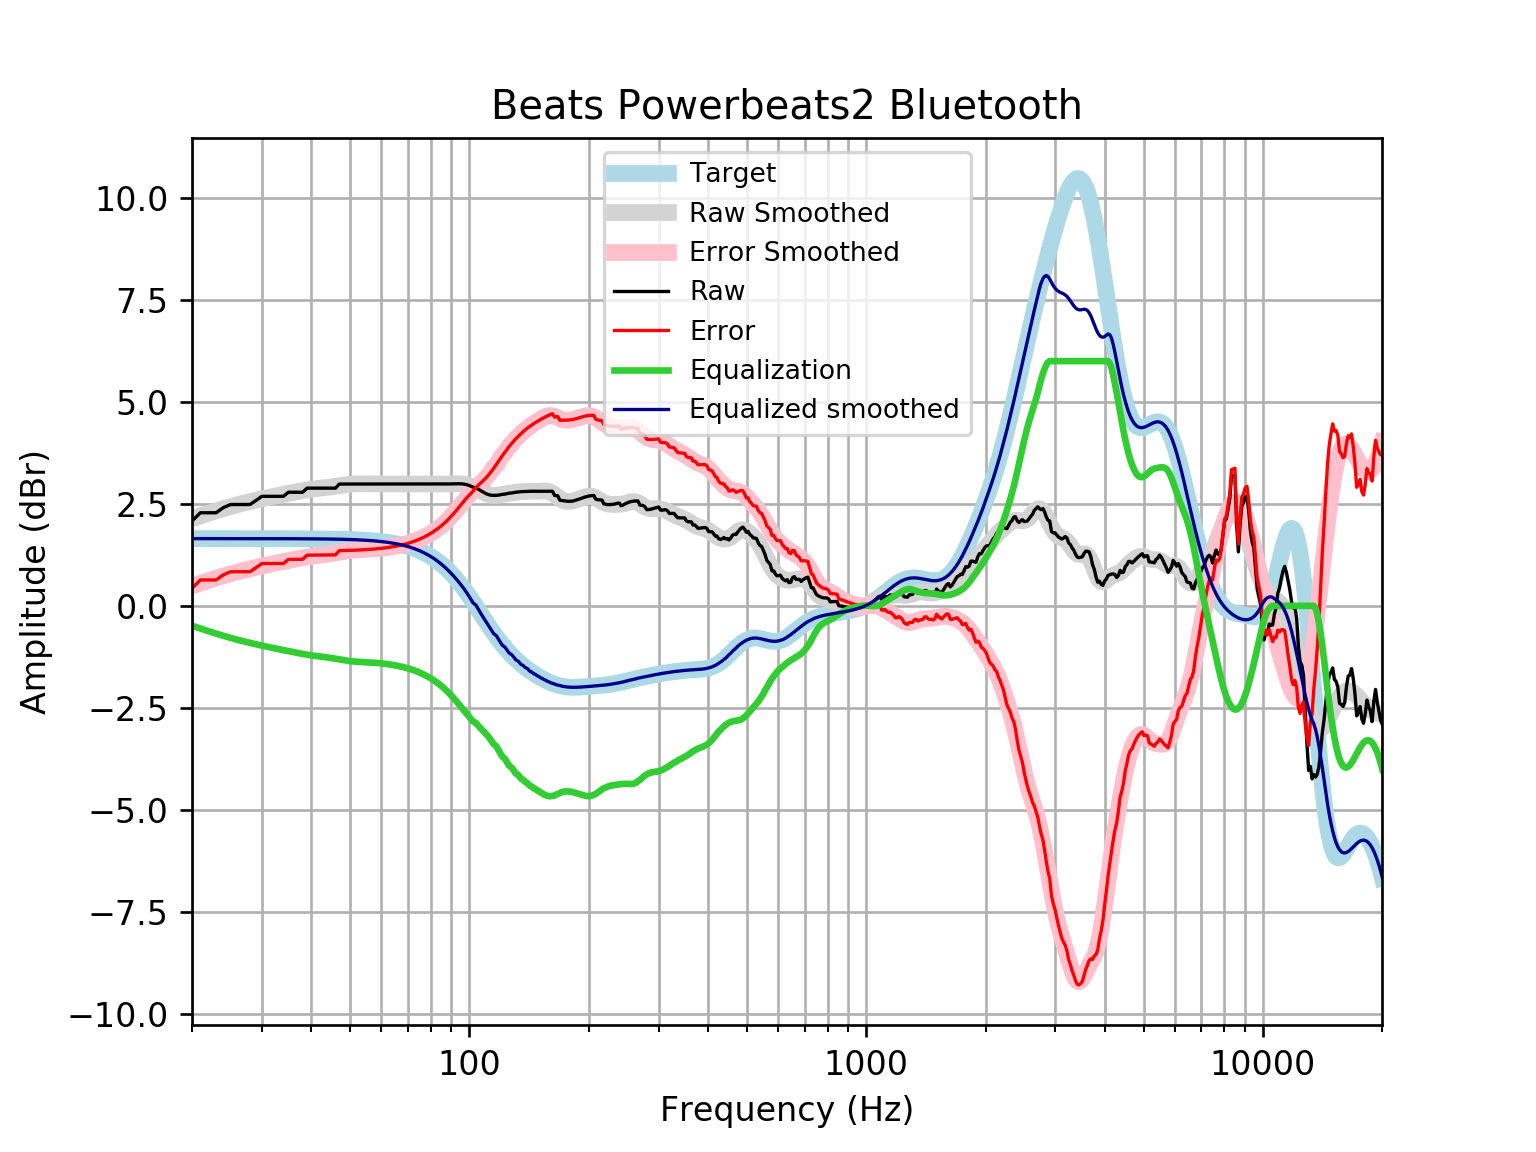 Beats Powerbeats2 Bluetooth
Target
Raw Smoothed
Error Smoothed
Raw
Error
Equalization
Equalized smoothed
Amplitude (dBr)
10.0
7.5
5.0
2.5
0.0
−2.5
−5.0
−7.5
−10.0
100 1000 10000
Frequency (Hz)